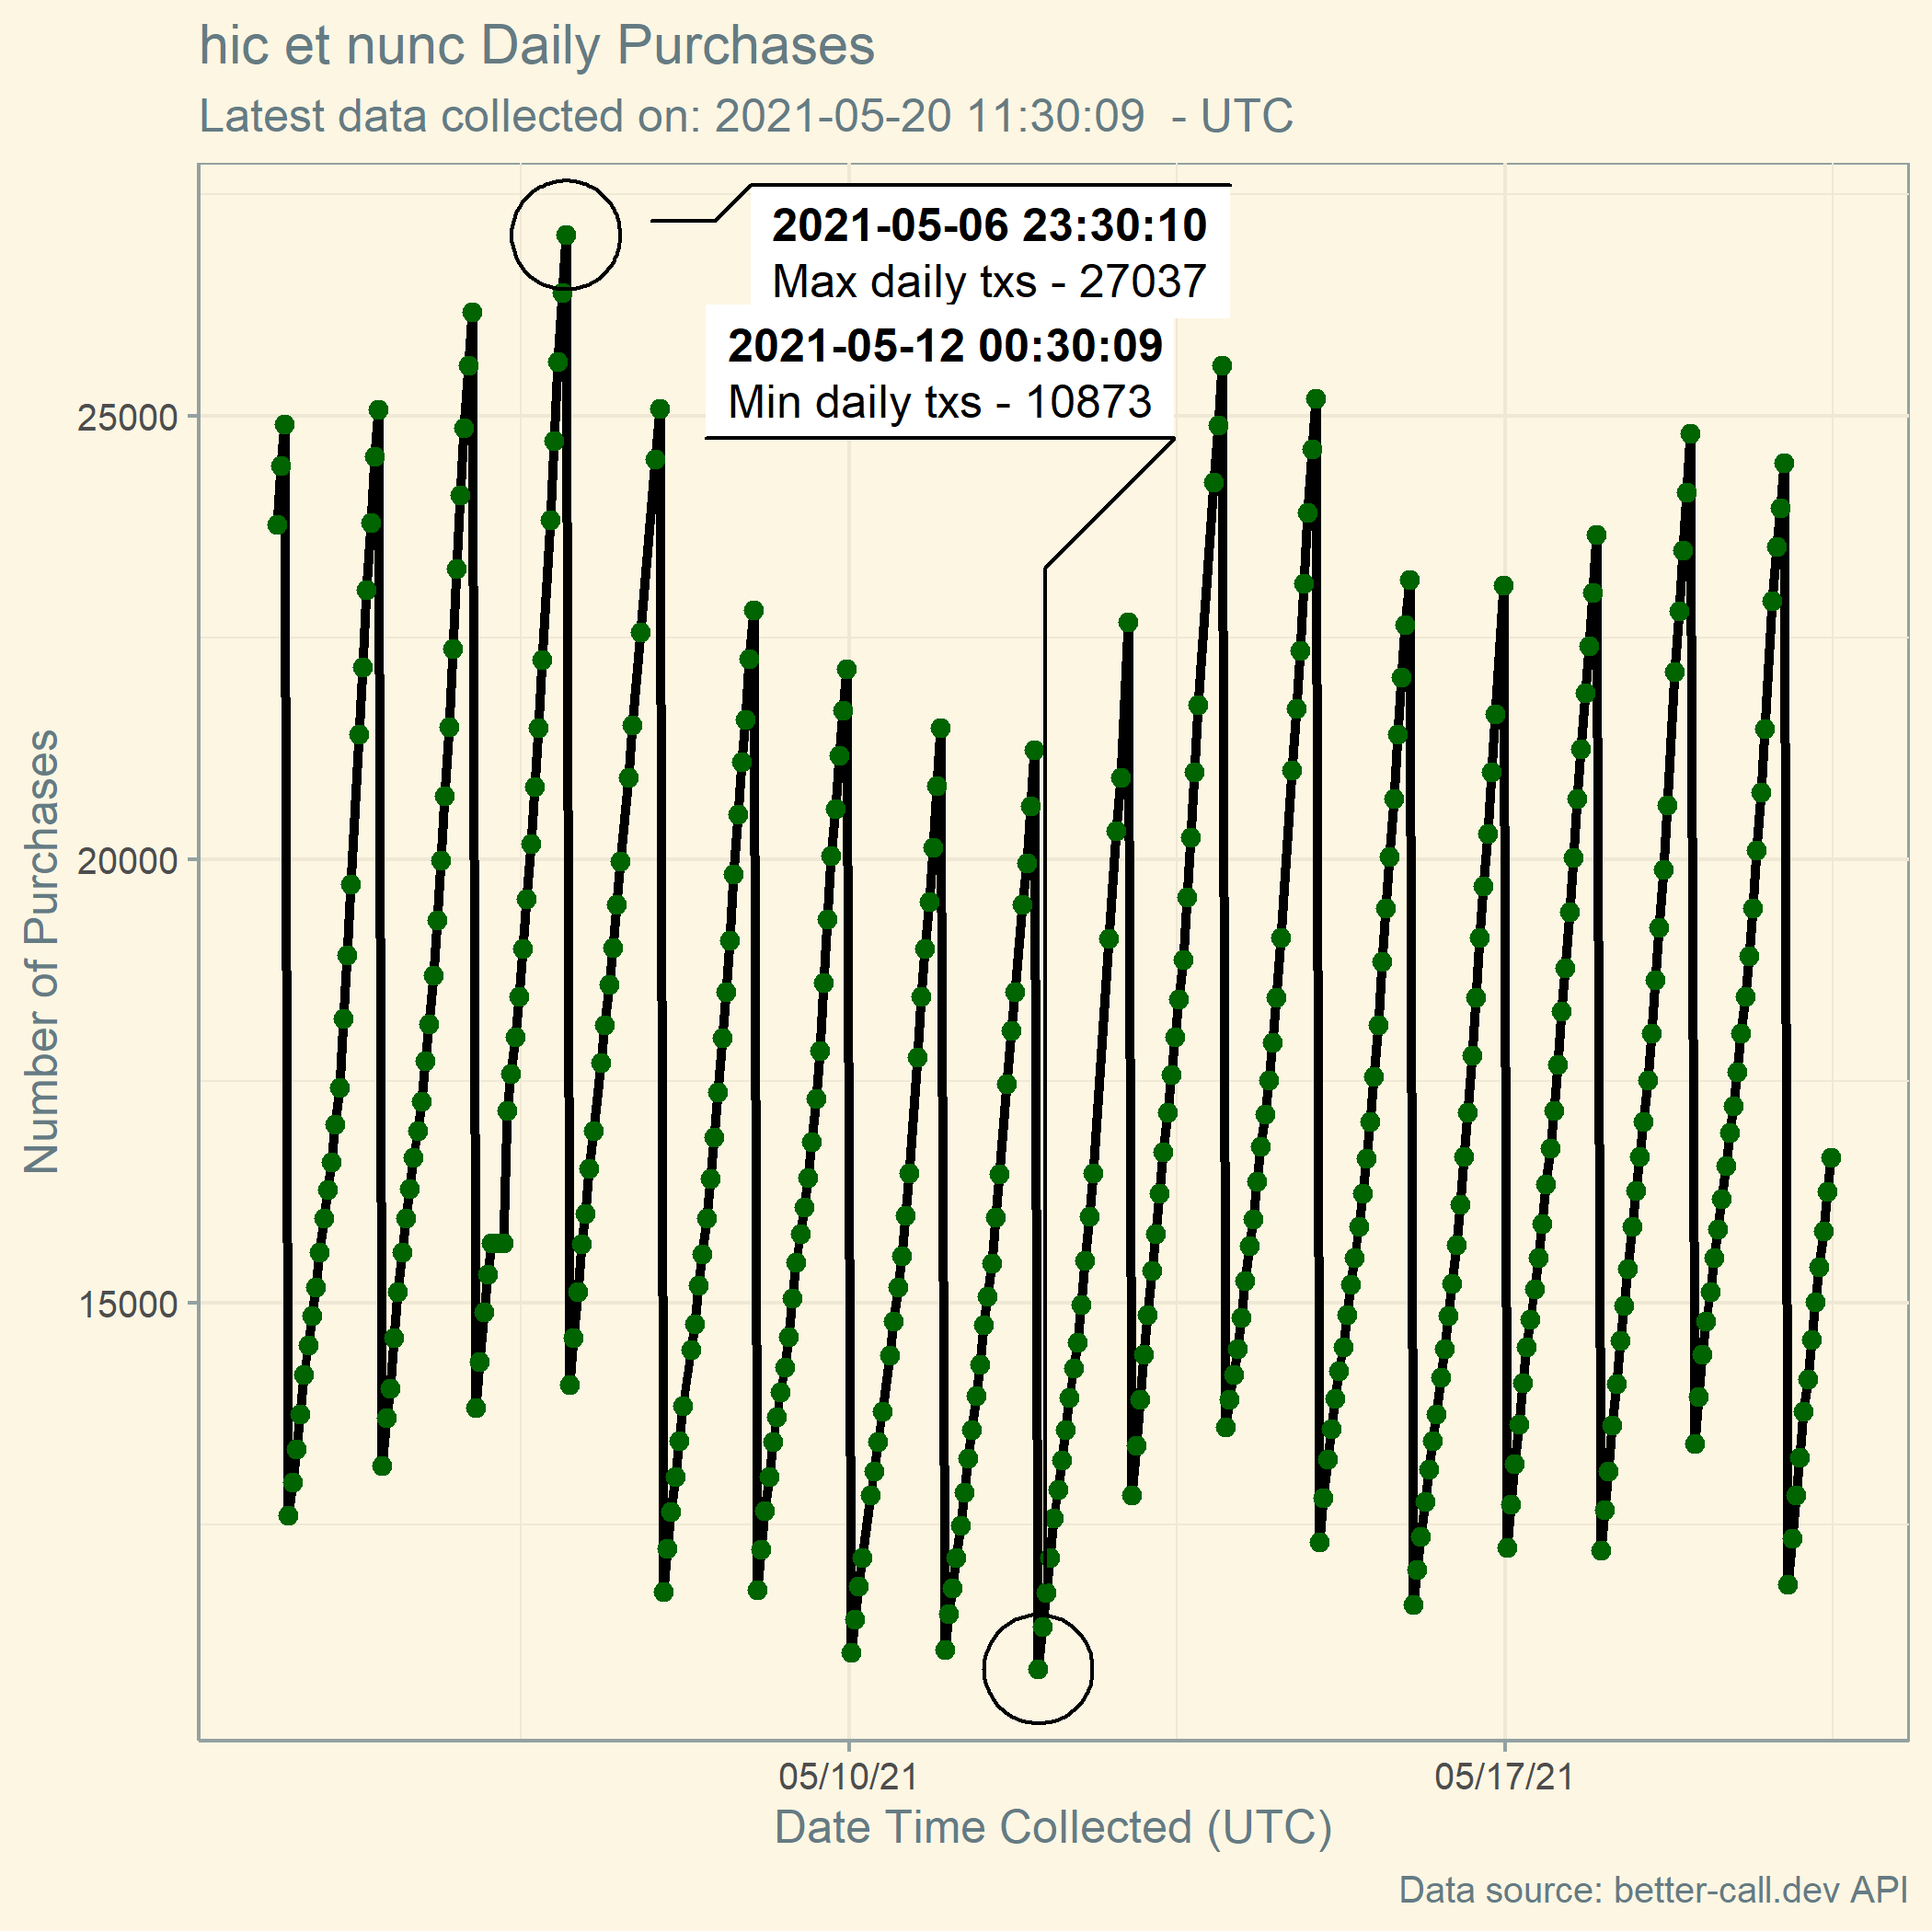 hic et nunc Daily Purchases
Latest data collected on: 2021-05-20 11:30:09  - UTC
2021-05-06 23:30:10
Max daily txs - 27037
2021-05-12 00:30:09
Min daily txs - 10873
Number of Purchases
25000
20000
15000
05/10/21
05/17/21
Date Time Collected (UTC)
Data source: better-call.dev API